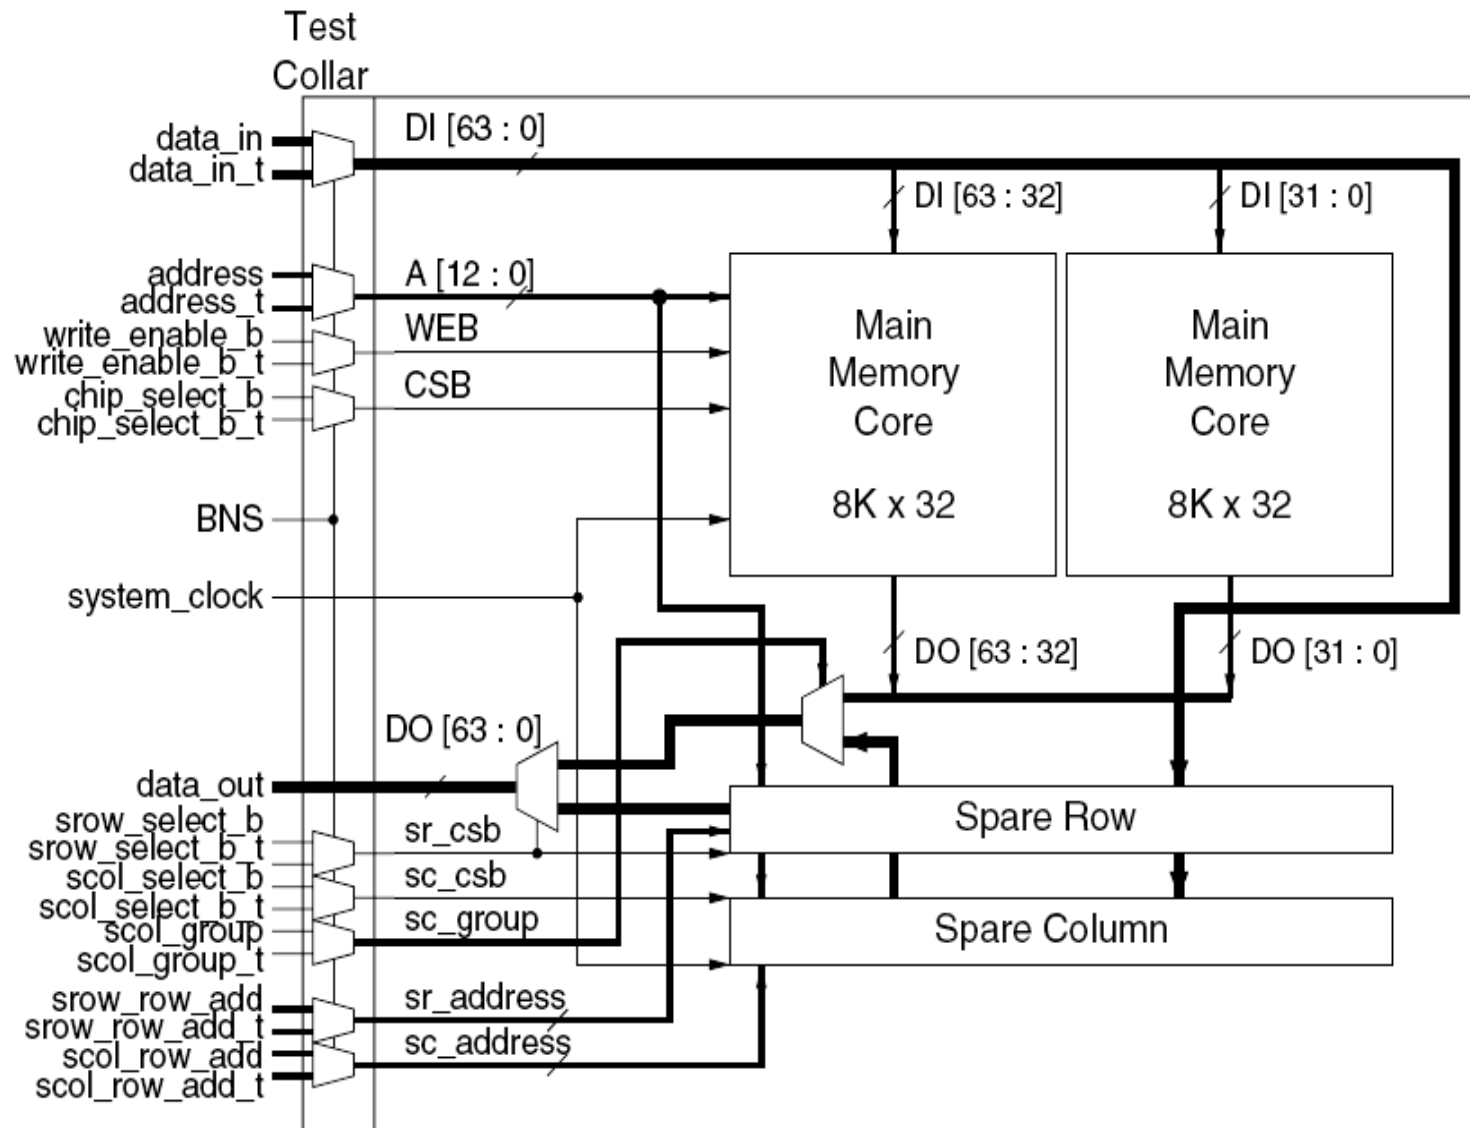 Test
Collar
data_in
data_in_t
DI [63 : 0]
DI [63 : 32]
DI [31 : 0]
address
address_t
A [12 : 0]
write_enable_b
write_enable_b_t
WEB
chip_select_b
chip_select_b_t
CSB
Main
Memory
Core
8K x 32
Main
Memory
Core
8K x 32
BNS
system_clock
DO [63 : 32]
DO [31 : 0]
DO [63 : 0]
data_out
srow_select_b
srow_select_b_t
sr_csb
Spare Row
scol_select_b
scol_select_b_t
sc_csb
scol_group
scol_group_t
sc_group
Spare Column
srow_row_add
srow_row_add_t
sr_address
scol_row_add
scol_row_add_t
sc_address